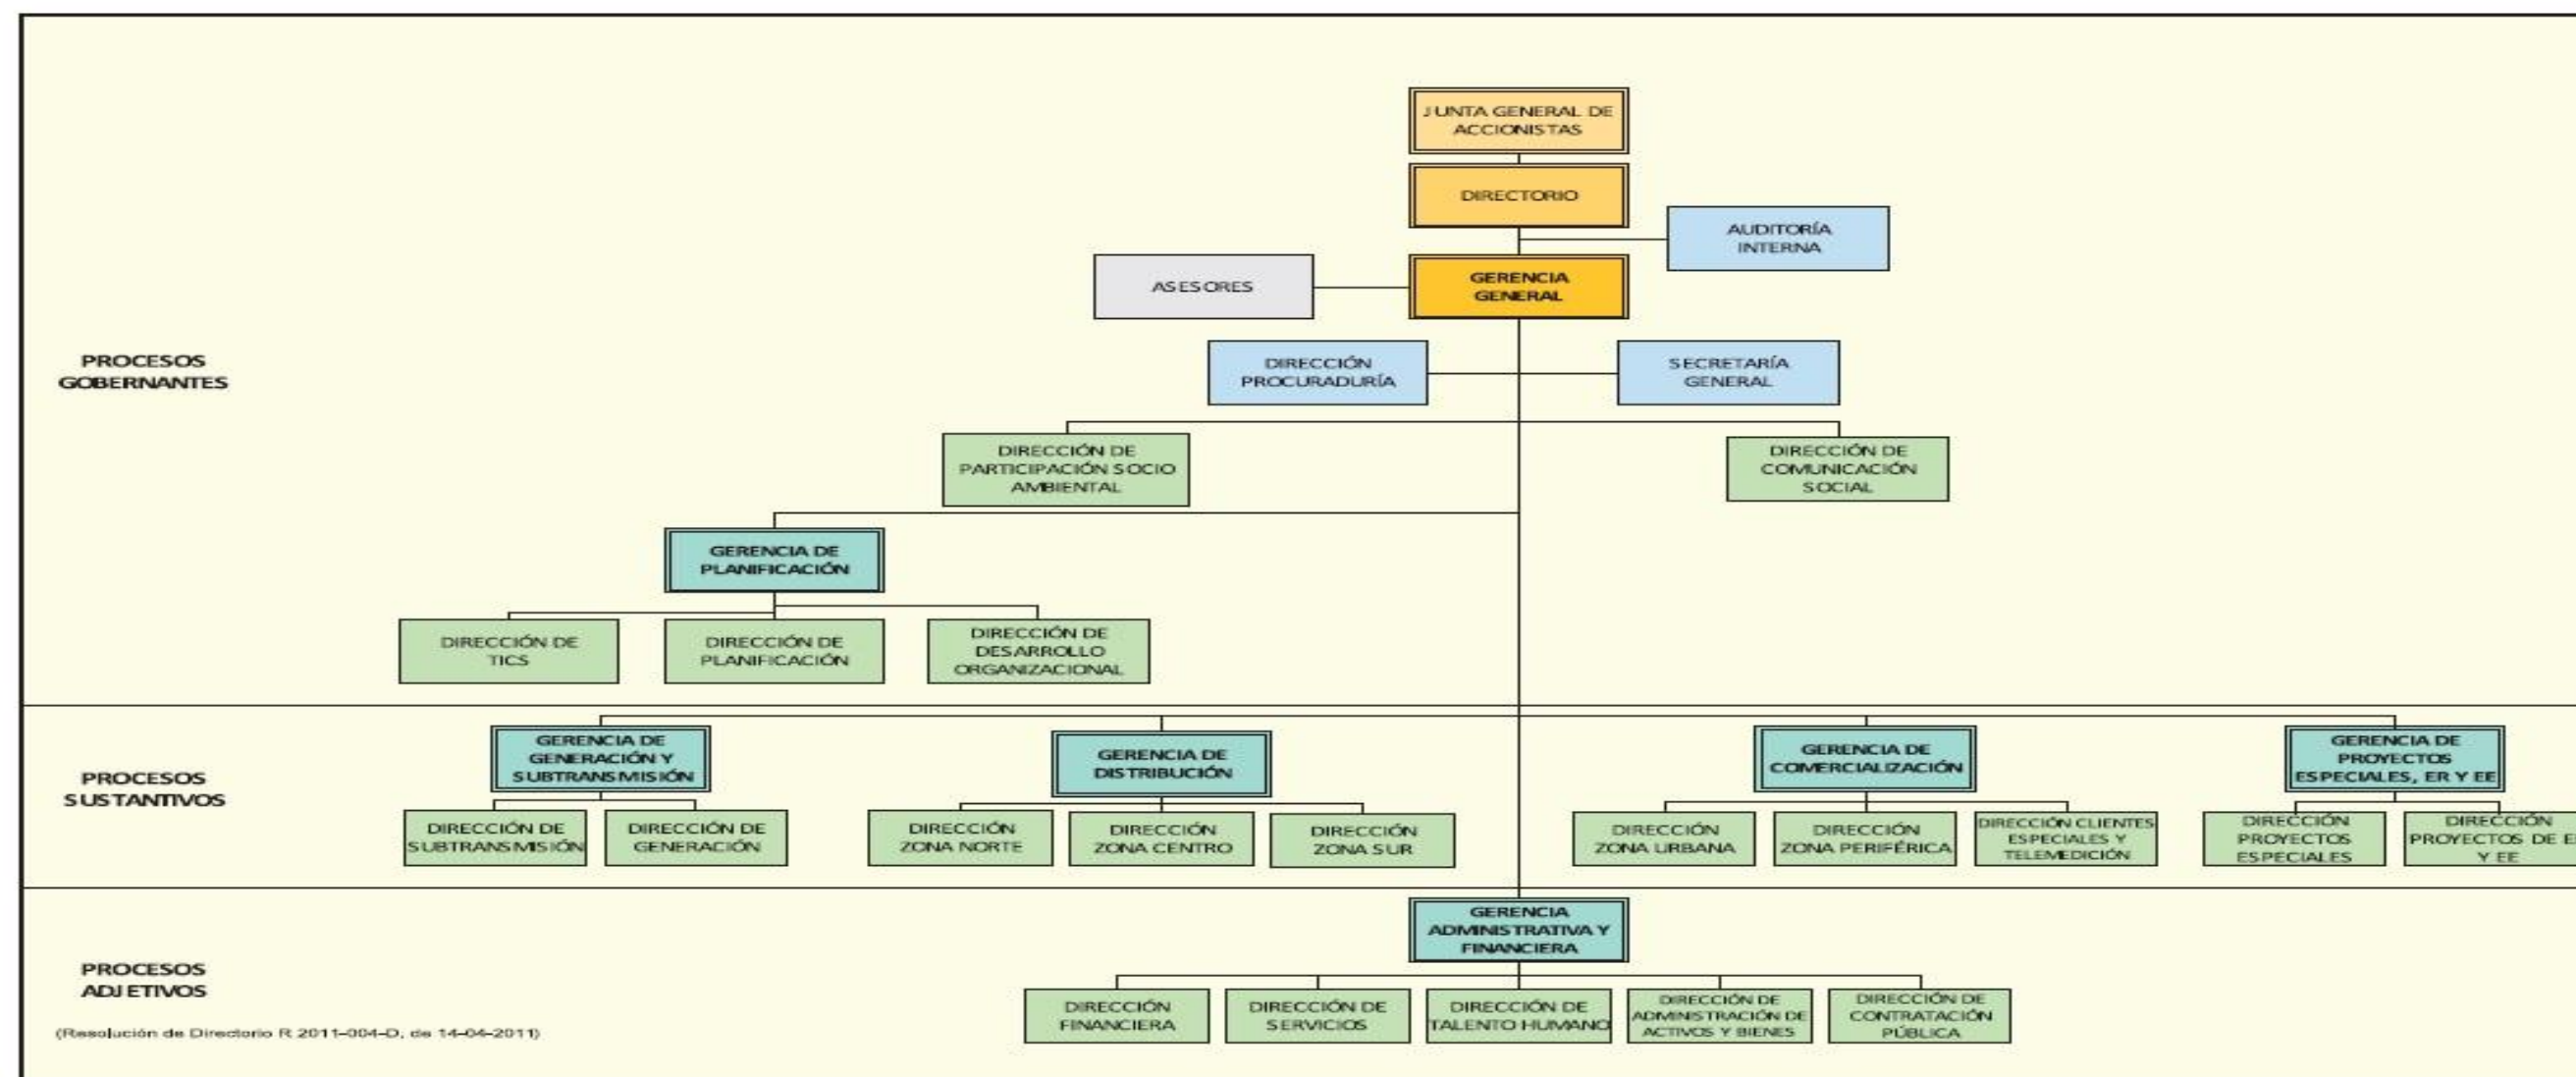 JUNTA GENERAL DE
ACCIONISTAS
DIRECTORIO
AUDITORÍA
INTERNA
ASESORES
GERENCIA
GENERAL
PROCESOS
GOBERNANTES
DIRECCIÓN
PROCURADURÍA
SECRETARÍA
GENERAL
DIRECCIÓN DE
PARTICIPACIÓN SOCIO
AMBIENTAL
DIRECCIÓN DE
COMUNICACIÓN
SOCIAL
GERENCIA DE
PLANIFICACIÓN
DIRECCIÓN DE
TICS
DIRECCIÓN DE
PLANIFICACIÓN
DIRECCIÓN DE
DESARROLLO
ORGANIZACIONAL
PROCESOS
SUSTANTIVOS
GERENCIA DE
GENERACIÓN Y
SUBTRANSMISIÓN
GERENCIA DE
DISTRIBUCIÓN
GERENCIA DE
COMERCIALIZACIÓN
GERENCIA DE
PROYECTOS
ESPECIALES, ER Y EE
DIRECCIÓN DE
SUBTRANSMISIÓN
DIRECCIÓN DE
GENERACIÓN
DIRECCIÓN
ZONA NORTE
DIRECCIÓN
ZONA CENTRO
DIRECCIÓN
ZONA SUR
DIRECCIÓN
ZONA URBANA
DIRECCIÓN
ZONA PERIFÉRICA
DIRECCIÓN CLIENTES
ESPECIALES Y
TELEMEDICIÓN
DIRECCIÓN
PROYECTOS
ESPECIALES
DIRECCIÓN
PROYECTOS DE
Y EE
PROCESOS
ADJETIVOS
GERENCIA
ADMINISTRATIVA Y
FINANCIERA
DIRECCIÓN
FINANCIERA
DIRECCIÓN DE
SERVICIOS
DIRECCIÓN DE
TALENTO HUMANO
DIRECCIÓN DE
ADMINISTRACIÓN DE
ACTIVOS Y BIENES
DIRECCIÓN DE
CONTRATACIÓN
PÚBLICA
(Resolución de Directorio R 2011-004-D, de 14-04-2011)